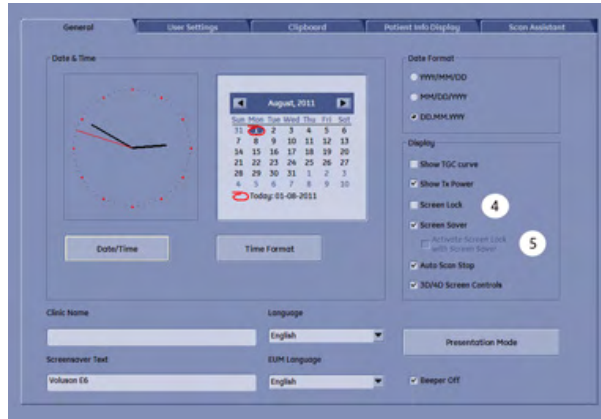 General
User Settings
Clipboard
Patient Info Display
Scan Assistant
Date & Time
August, 2011
Sun Mon Tue Wed Thu Fri Sat
31 1 2 3 4 5 6
7 8 9 10 11 12 13
14 15 16 17 18 19 20
21 22 23 24 25 26 27
28 29 30 31 1 2 3
4 5 6 7 8 9 10
Today: 01-08-2011
Date/Time
Time Format
Date Format
YYYY/MM/DD
MM/DD/YYYY
DD.MM.YYYY
Display
Show TGC curve
Show Tx Power
Screen Lock
4
Screen Saver
Activate Screen Lock
with Screen Saver
5
Auto Scan Stop
3D/4D Screen Controls
Clinic Name
Language
English
Presentation Mode
Screensaver Text
EUM Language
Voluson E6
English
Beeper Off